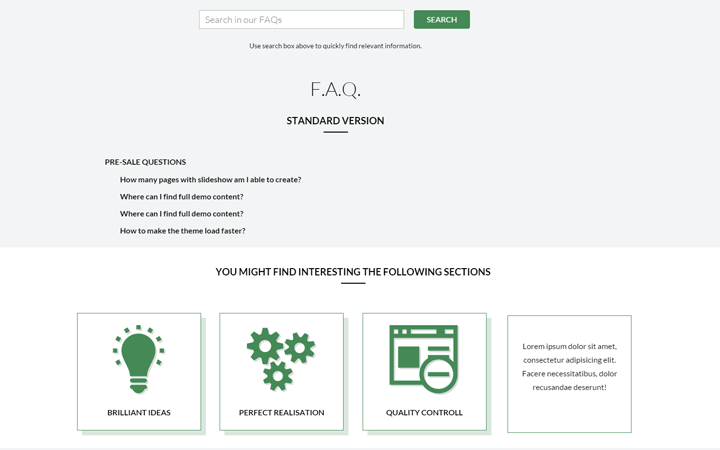 Search in our FAQs
SEARCH
Use search box above to quickly find relevant information.
F.A.Q.
STANDARD VERSION
PRE-SALE QUESTIONS
How many pages with slideshow am I able to create?
Where can I find full demo content?
Where can I find full demo content?
How to make the theme load faster?
YOU MIGHT FIND INTERESTING THE FOLLOWING SECTIONS
BRILLIANT IDEAS
PERFECT REALISATION
QUALITY CONTROLL
Lorem ipsum dolor sit amet,
consectetur adipisicing elit.
Facere necessitatibus, dolor
recusandae deserunt!